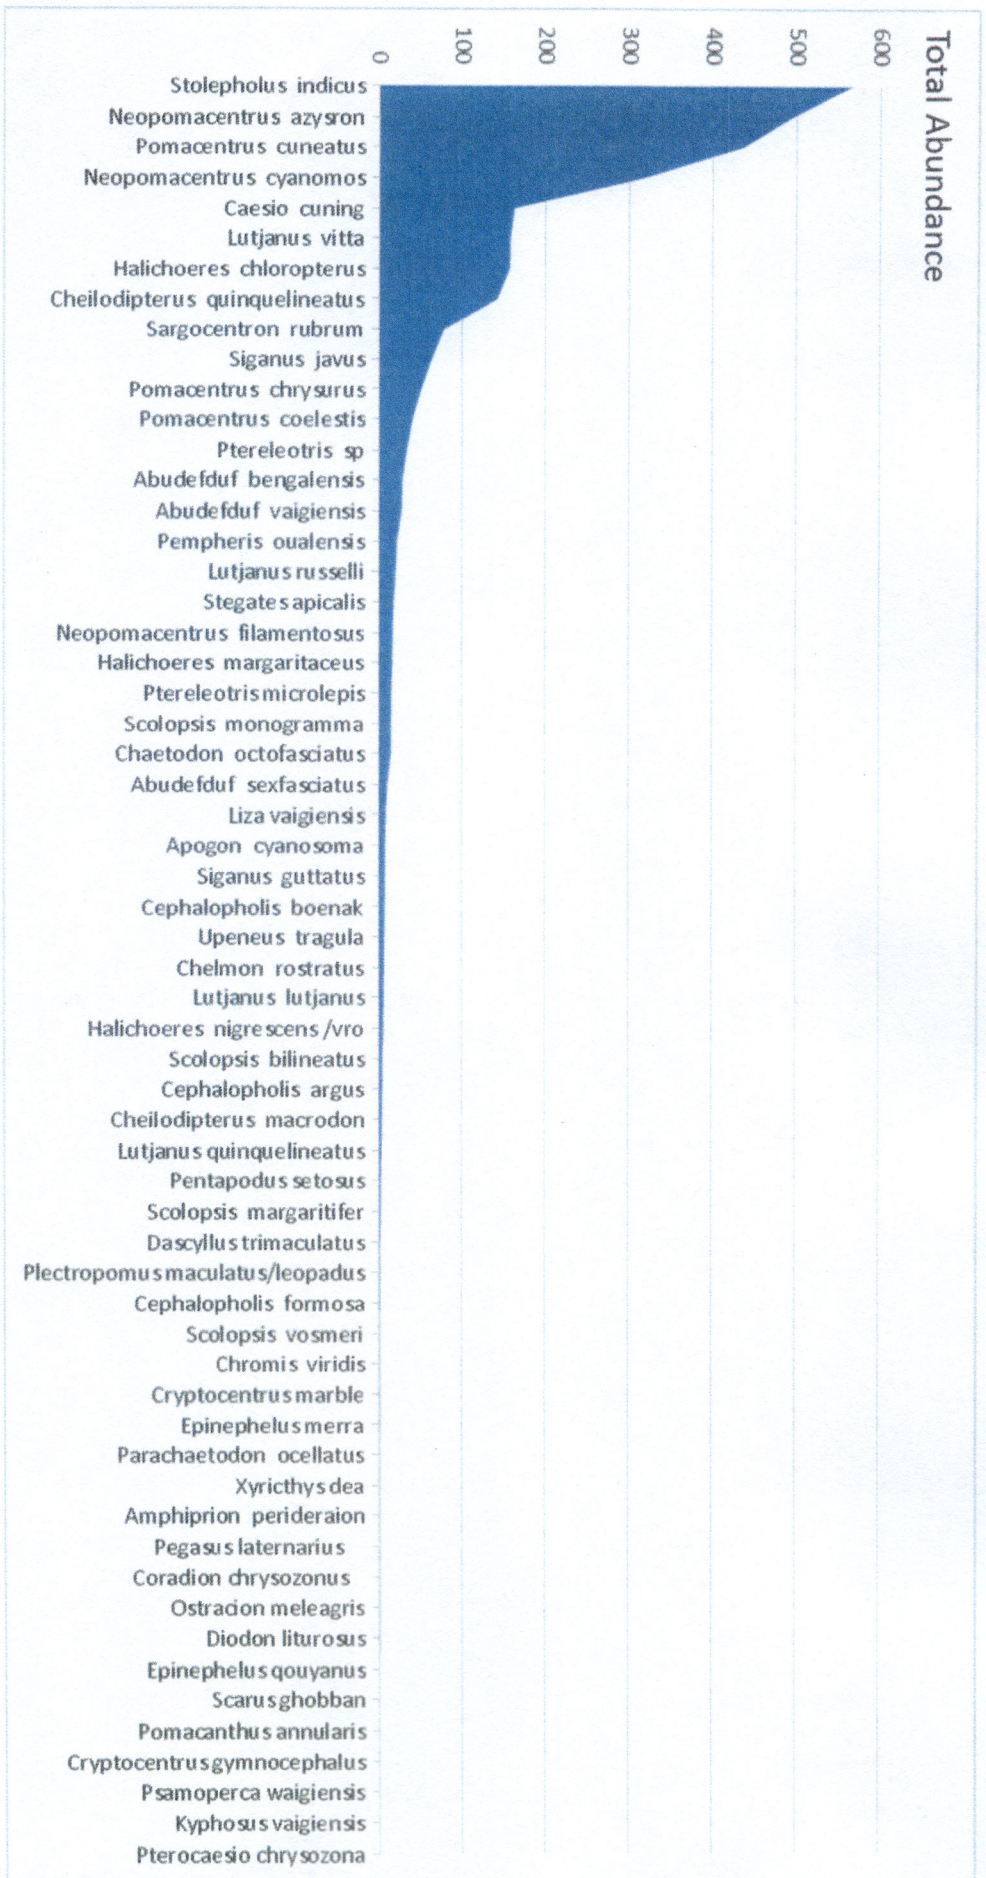 Total Abundance
0
100
200
300
400
500
600
Stolepholus indicus
Neopomacentrus azysron
Pomacentrus cuneatus
Neopomacentrus cyanomos
Caesio cuning
Lutjanus vitta
Halichoeres chloropterus
Cheilodipterus quinquelineatus
Sargocentron rubrum
Siganus javus
Pomacentrus chrysurus
Pomacentrus coelestis
Ptereleotris sp
Abudefduf bengalensis
Abudefduf vaigiensis
Pempheris oualensis
Lutjanus russelli
Stegates apicalis
Neopomacentrus filamentosus
Halichoeres margaritaceus
Ptereleotris microlepis
Scolopsis monogramma
Chaetodon octofasciatus
Abudefduf sexfasciatus
Liza vaigiensis
Apogon cyanosoma
Siganus guttatus
Cephalopholis boenak
Upeneus tragula
Chelmon rostratus
Lutjanus lutjanus
Halichoeres nigrescens /vro
Scolopsis bilineatus
Cephalopholis argus
Cheilodipterus macrodon
Lutjanus quinquelineatus
Pentapodus setosus
Scolopsis margaritifer
Dascyllus trimaculatus
Plectropomus maculatus/leopadus
Cephalopholis formosa
Scolopsis vosmeri
Chromis viridis
Cryptocentrus marble
Epinephelus merra
Parachaetodon ocellatus
Xyricthys dea
Amphiprion perideraion
Pegasus laternarius
Coradion chrysozonus
Ostracion meleagris
Diodon liturosus
Epinephelus qouyanus
Scarus ghobban
Pomacanthus annularis
Cryptocentrus gymnocephalus
Psamoperca waigiensis
Kyphosus vaigiensis
Pterocaesio chrysozona